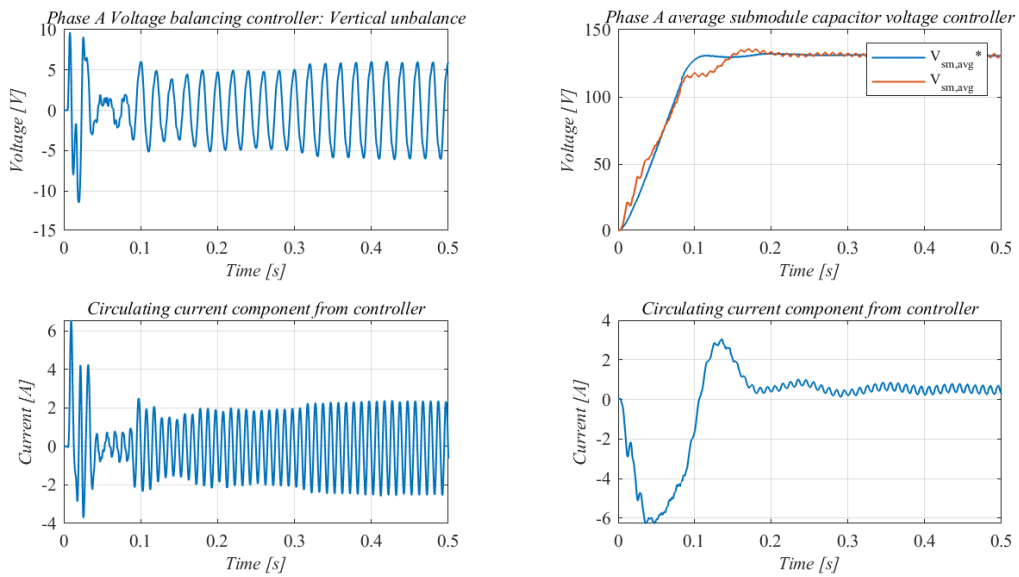 Phase A Voltage balancing controller: Vertical unbalance
10
5
0
-5
-10
-15
Voltage [V]
0 0.1 0.2 0.3 0.4 0.5
Time [s]
Phase A average submodule capacitor voltage controller
150
100
50
0
Voltage [V]
V sm,avg *
V sm,avg
0 0.1 0.2 0.3 0.4 0.5
Time [s]
Circulating current component from controller
6
4
2
0
-2
-4
Current [A]
0 0.1 0.2 0.3 0.4 0.5
Time [s]
Circulating current component from controller
4
2
0
-2
-4
-6
Current [A]
0 0.1 0.2 0.3 0.4 0.5
Time [s]